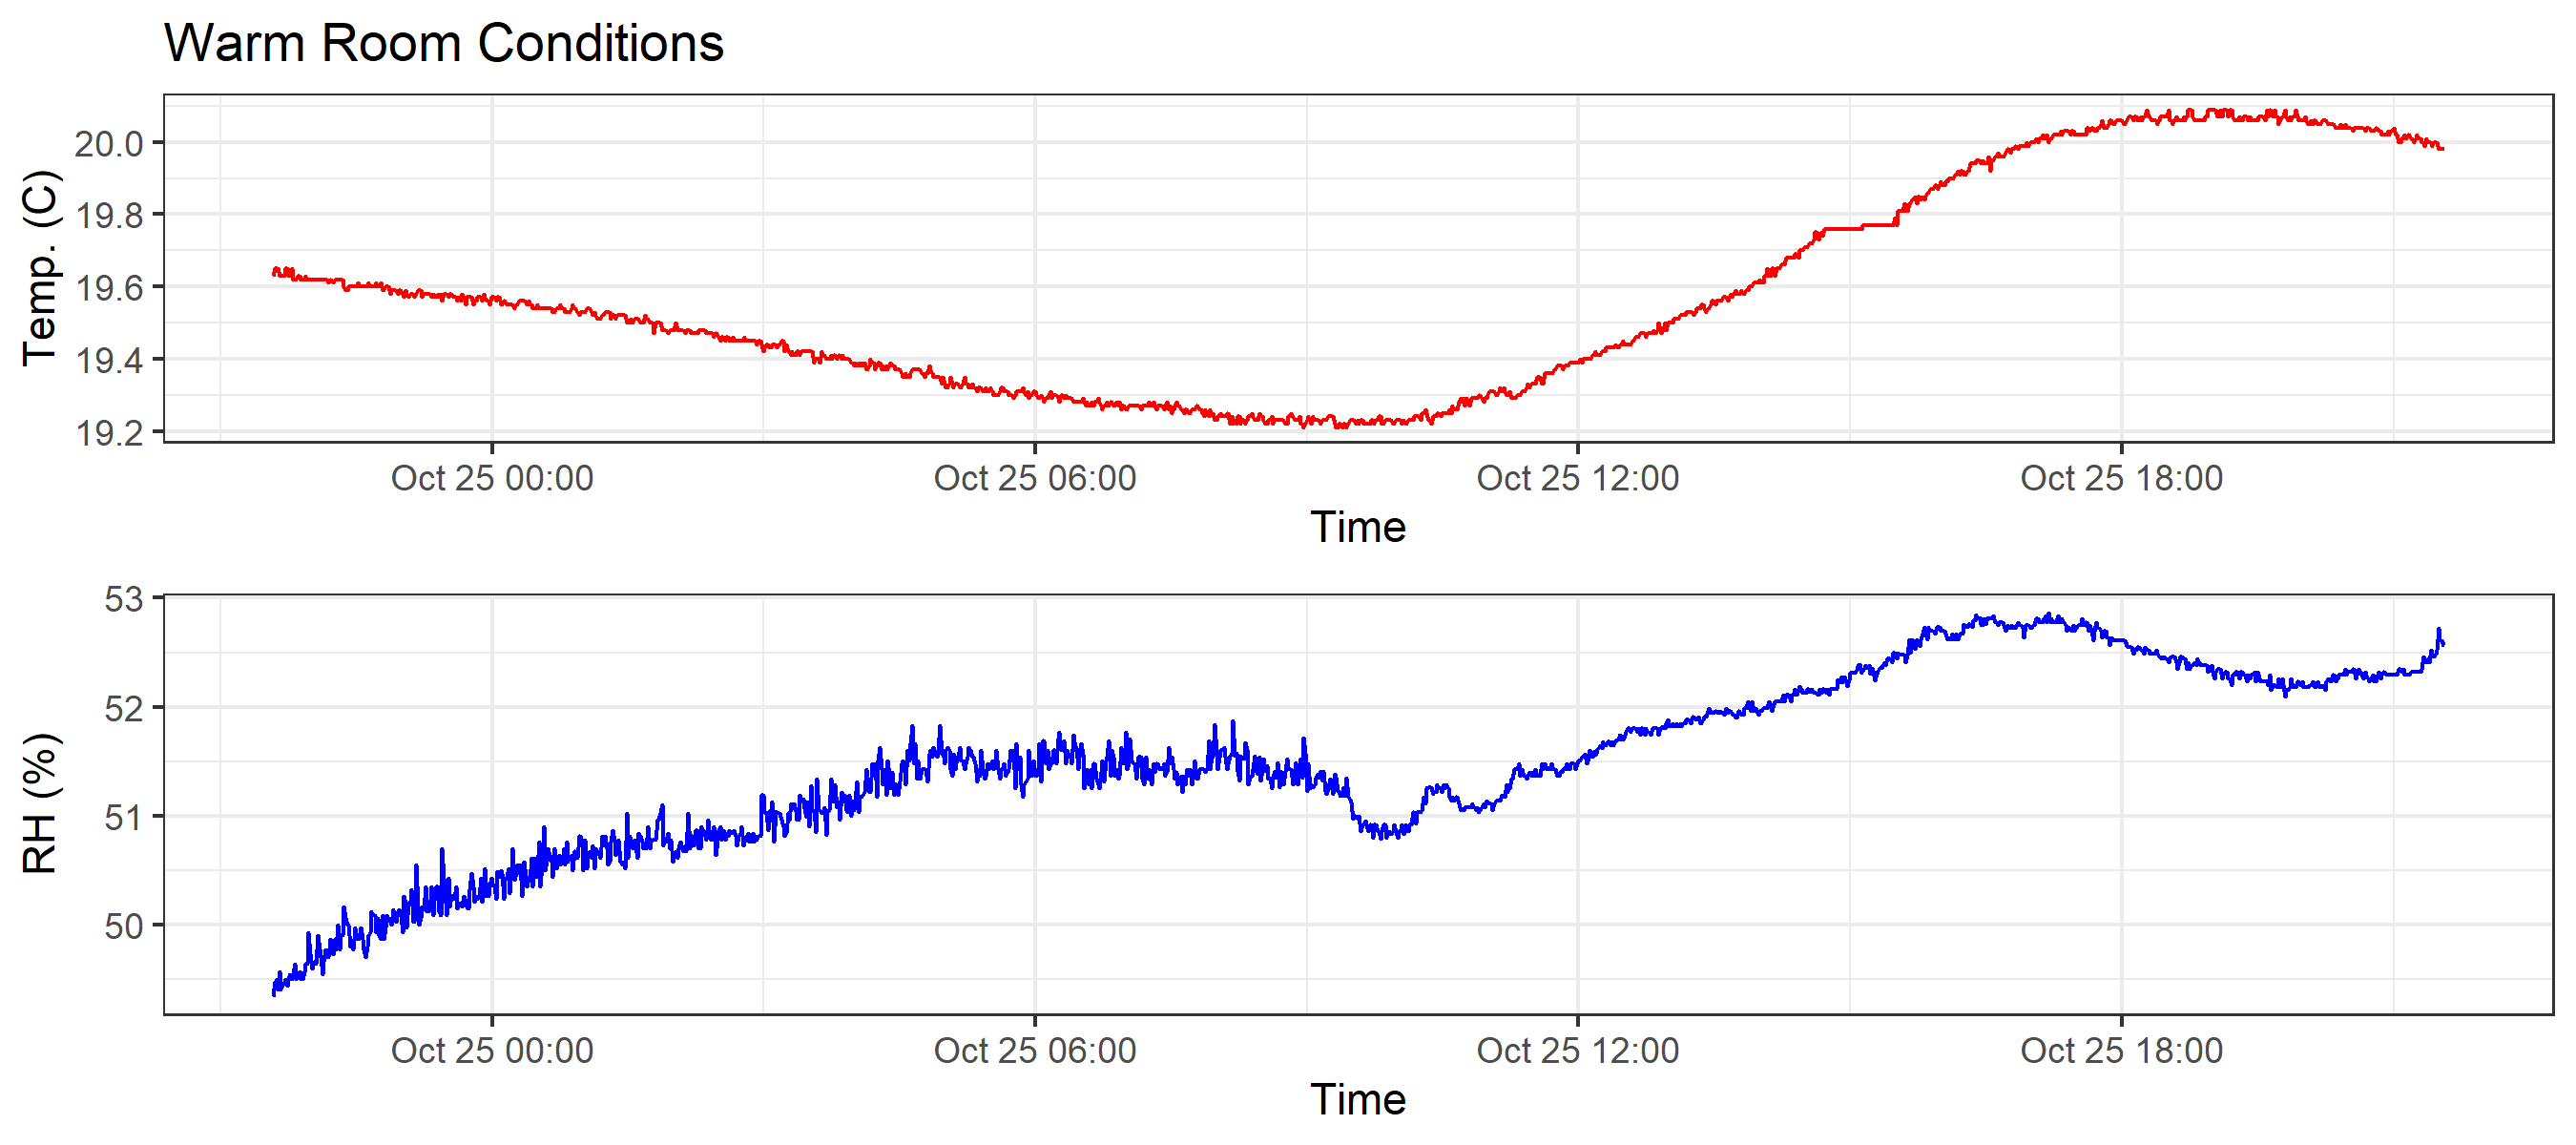 Warm Room Conditions
Temp. (C)
20.0
19.8
19.6
19.4
19.2
Oct 25 00:00 Oct 25 06:00 Oct 25 12:00 Oct 25 18:00
Time
RH (%)
53
52
51
50
Oct 25 00:00 Oct 25 06:00 Oct 25 12:00 Oct 25 18:00
Time